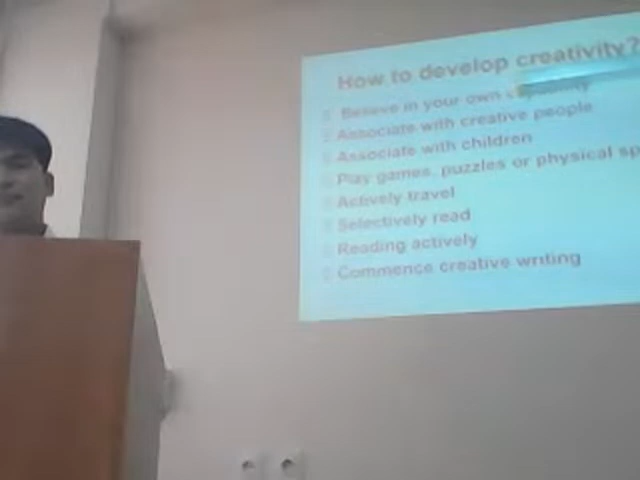 How to develop creativity?
Believe in your own
Associate with creative people
Associate with children
Play games, puzzles or physical sp
Actively travel
Selectively read
Reading actively
Commence creative writing